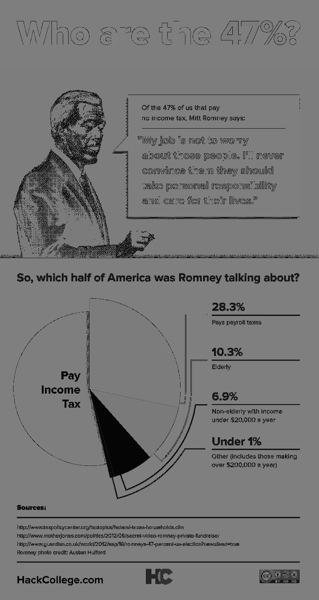 Who are the 47%?
Of the 47% of us that pay
no income tax, Mitt Romney says:
"My job is not to worry
about those people. I'll never
convince them they should
take personal responsibility
and care for their lives."
So, which half of America was Romney talking about?
28.3%
Pays payroll taxes
10.3%
Elderly
Pay
Income
Tax
6.9%
Non-elderly with income
under $20,000 a year
Under 1%
Other (includes those making
over $200,000 a year)
Sources:
Romney photo credit: Austen Hufford
HackCollege.com
HC